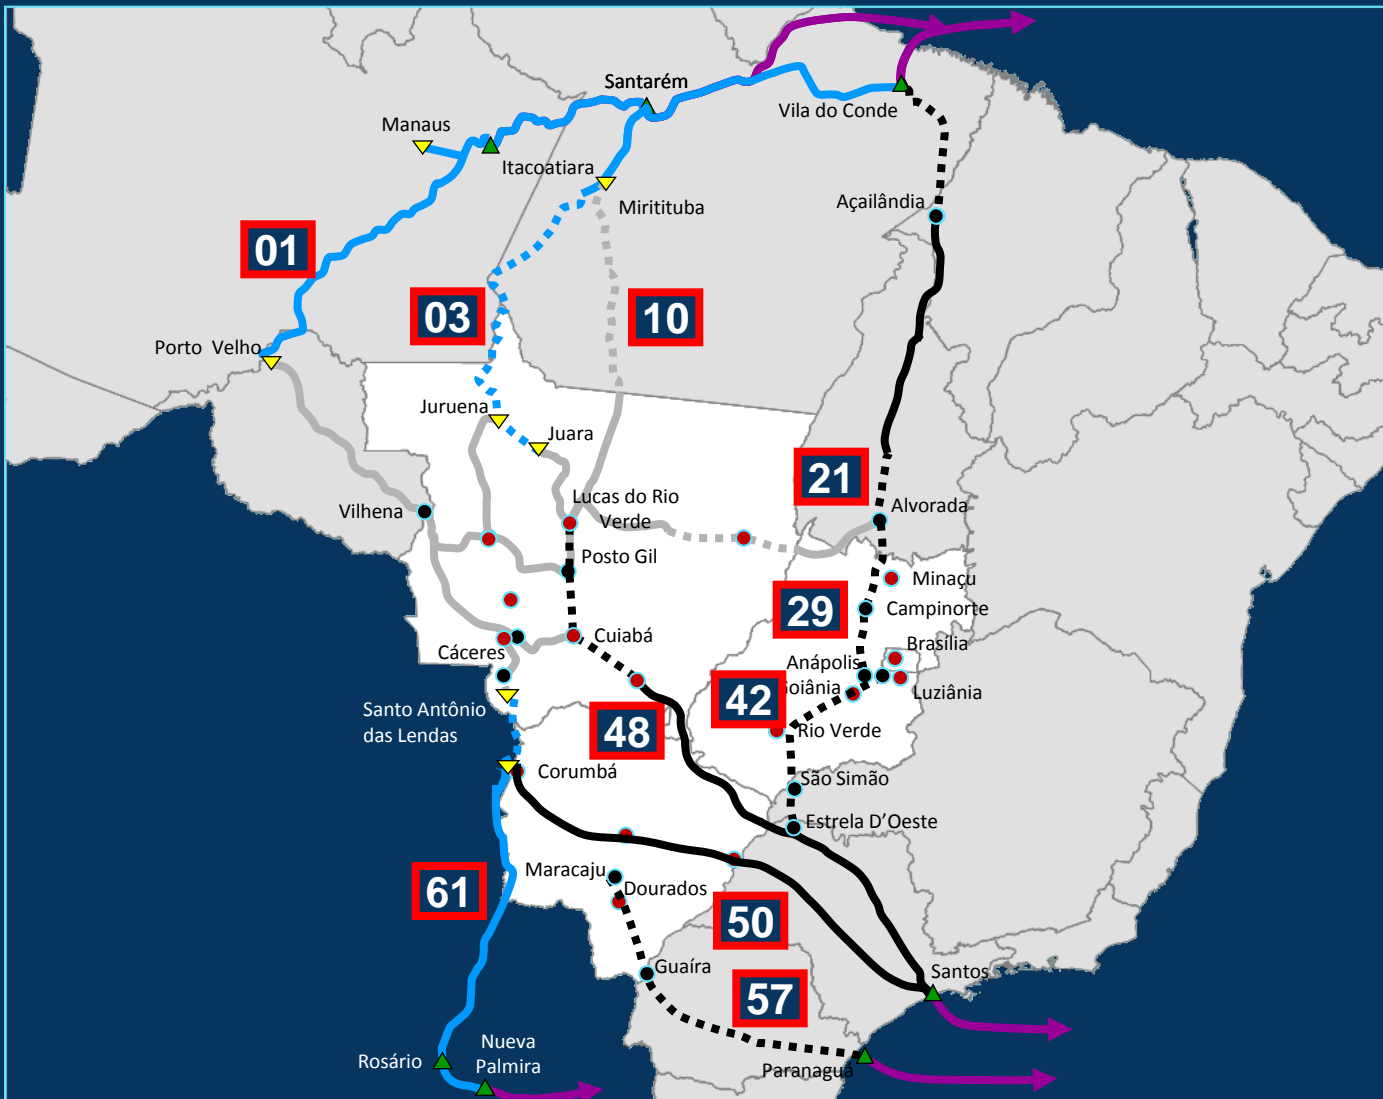 Santarém
Vila do Conde
Manaus
Itacoatiara
Miritituba
Açailândia
01
03
10
Porto Velho
Juruena
Juara
21
Lucas do Rio
Verde
Vilhena
Alvorada
Posto Gil
Minaçu
29
Campinorte
Cuiabá
Brasília
Cáceres
Anápolis
Goiânia
Luziânia
42
Santo Antônio
das Lendas
48
Rio Verde
Corumbá
São Simão
Estrela D’Oeste
Maracaju
Dourados
61
50
Guaíra
Santos
57
Rosário
Nueva
Palmira
Paranaguá